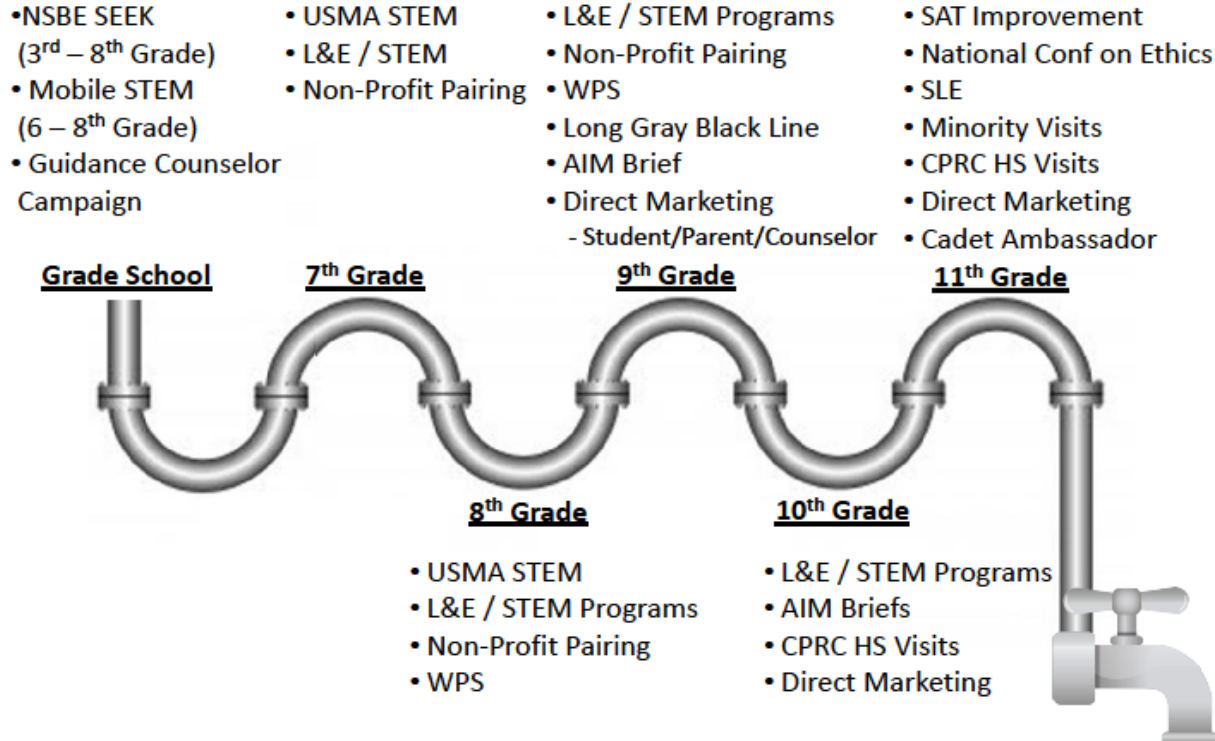 •NSBE SEEK
(3rd – 8th Grade)
• Mobile STEM
(6 – 8th Grade)
• Guidance Counselor
Campaign
• USMA STEM
• L&E / STEM
• Non-Profit Pairing
• L&E / STEM Programs
• Non-Profit Pairing
• WPS
• Long Gray Black Line
• AIM Brief
• Direct Marketing
- Student/Parent/Counselor
• SAT Improvement
• National Conf on Ethics
• SLE
• Minority Visits
• CPRC HS Visits
• Direct Marketing
• Cadet Ambassador
Grade School
7th Grade
9th Grade
11th Grade
8th Grade
10th Grade
• USMA STEM
• L&E / STEM Programs
• Non-Profit Pairing
• WPS
• L&E / STEM Programs
• AIM Briefs
• CPRC HS Visits
• Direct Marketing